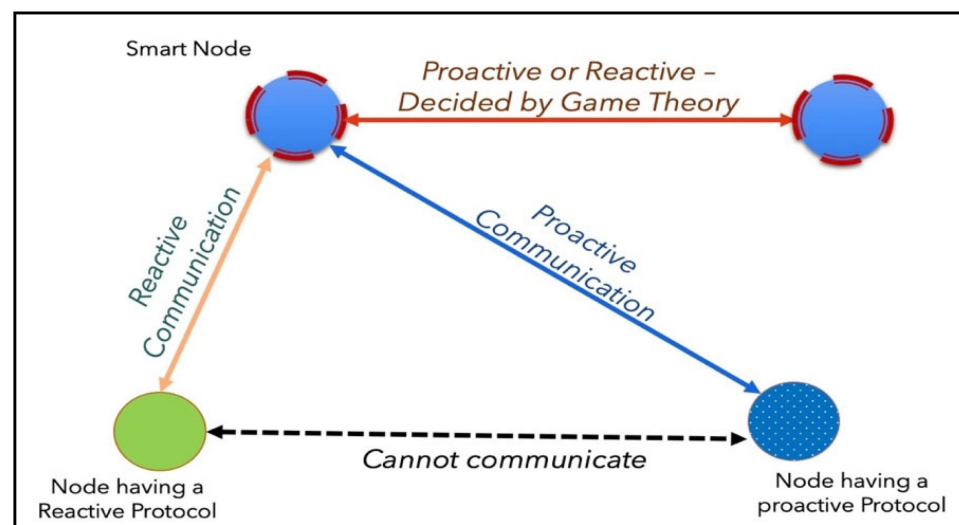 Smart Node
Proactive or Reactive –
Decided by Game Theory
Reactive
Communication
Proactive
Communication
Cannot communicate
Node having a
Reactive Protocol
Node having a
proactive Protocol